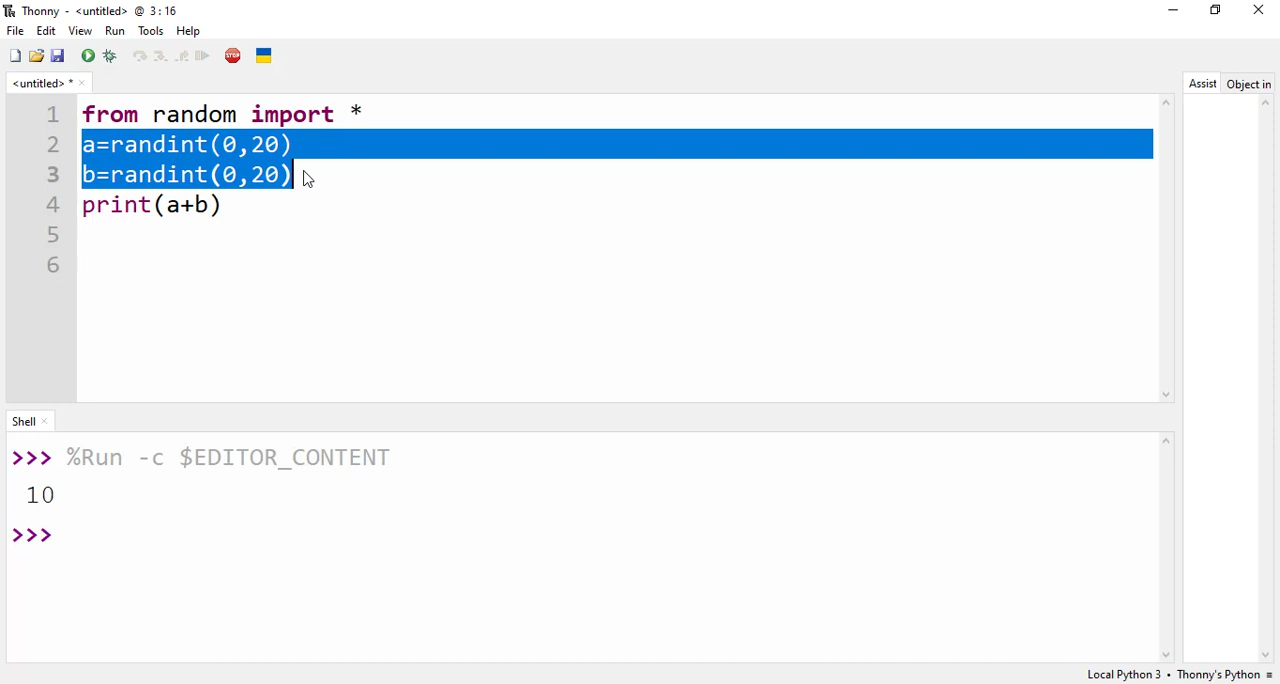 Thonny - <untitled> @ 3:16
File Edit View Run Tools Help
STOP
<untitled> * ×
Assist Object in
1 from random import *
2 a=randint(0,20)
3 b=randint(0,20)
4 print(a+b)
5
6
Shell ×
>>> %Run -c $EDITOR_CONTENT
10
>>>
Local Python 3 • Thonny's Python ≡